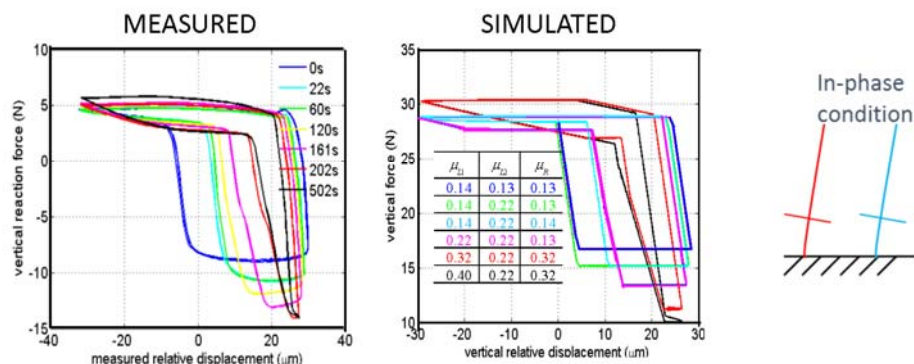 MEASURED
10
5
0
-5
-10
-15
-40
-20
0
20
40
vertical reaction force (N)
measured relative displacement (μm)
0s
22s
60s
120s
161s
202s
502s
SIMULATED
35
30
25
20
15
10
-30
-20
-10
0
10
20
30
vertical force (N)
vertical relative displacement (μm)
μL1 μL2 μR
0.14 0.13 0.13
0.14 0.22 0.13
0.14 0.22 0.14
0.22 0.22 0.13
0.32 0.22 0.32
0.40 0.22 0.32
In-phase
condition